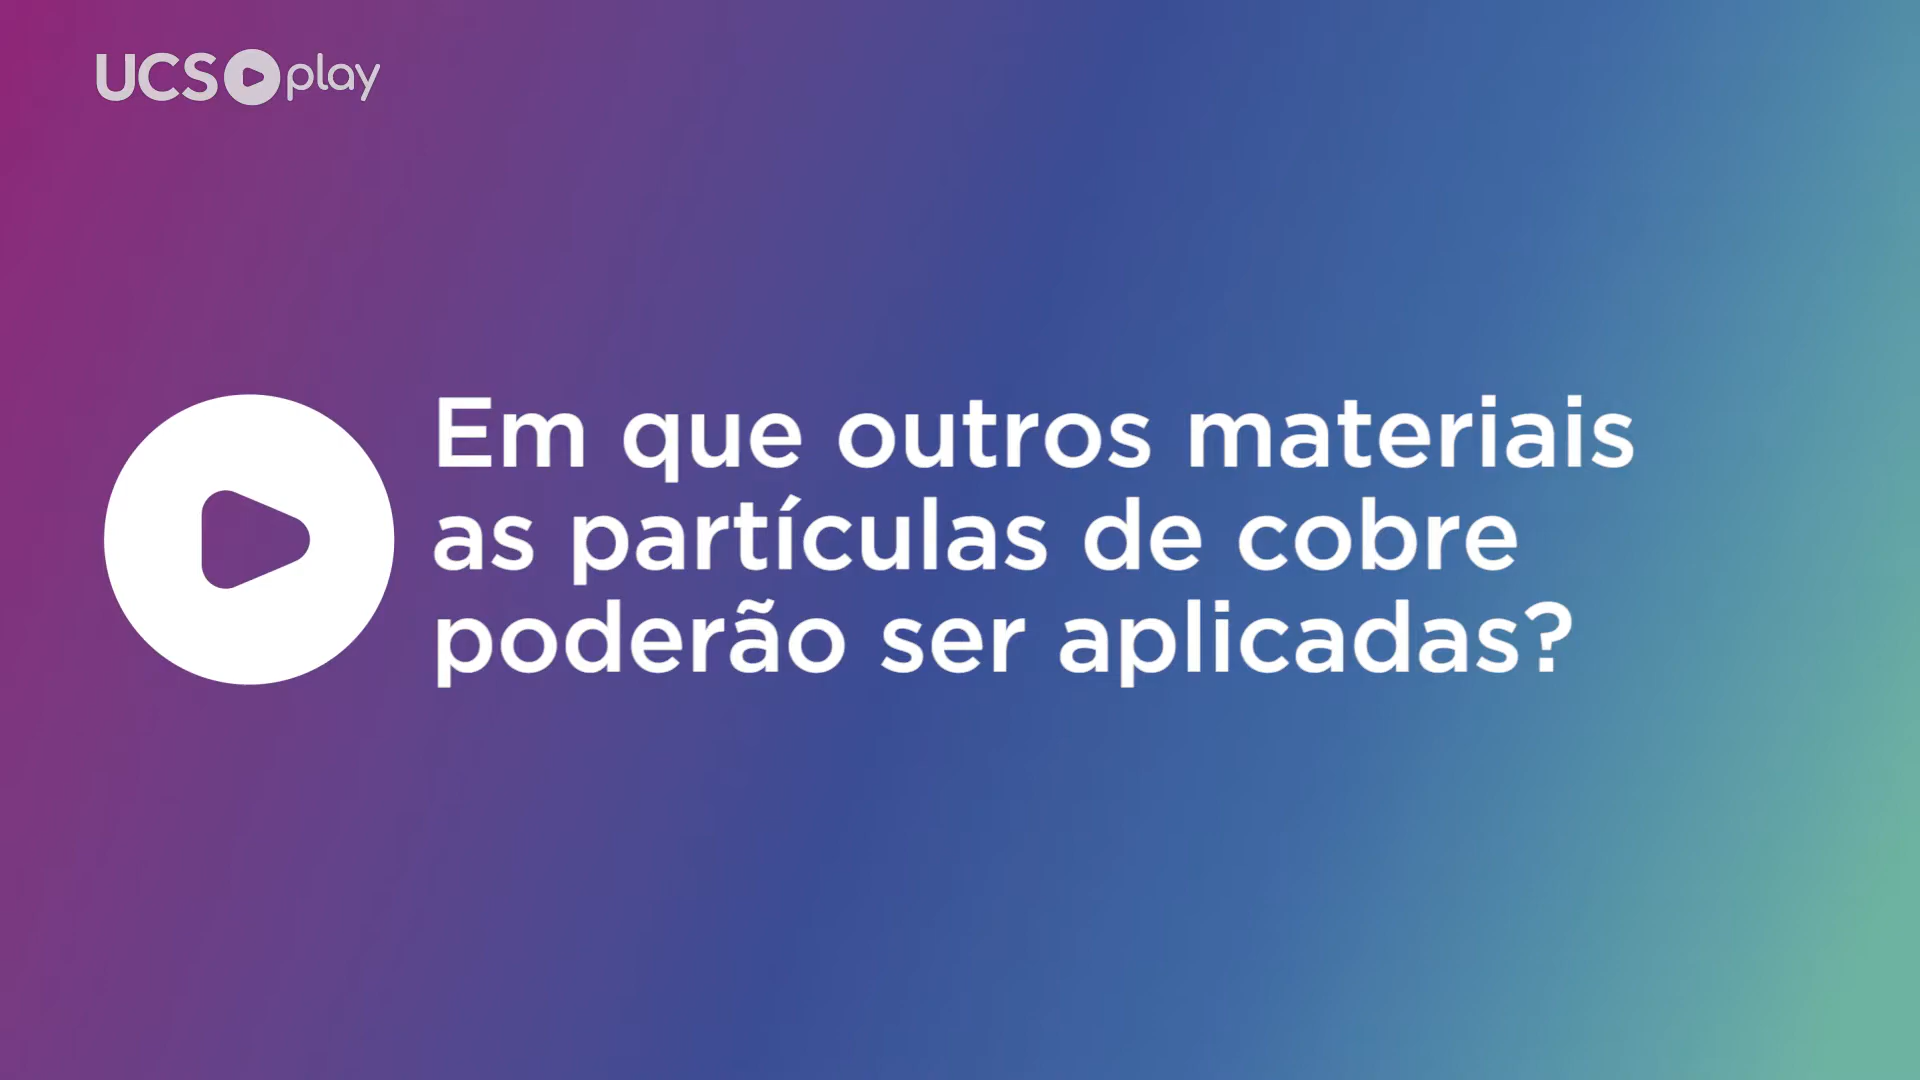 UCS play
Em que outros materiais
as partículas de cobre
poderão ser aplicadas?